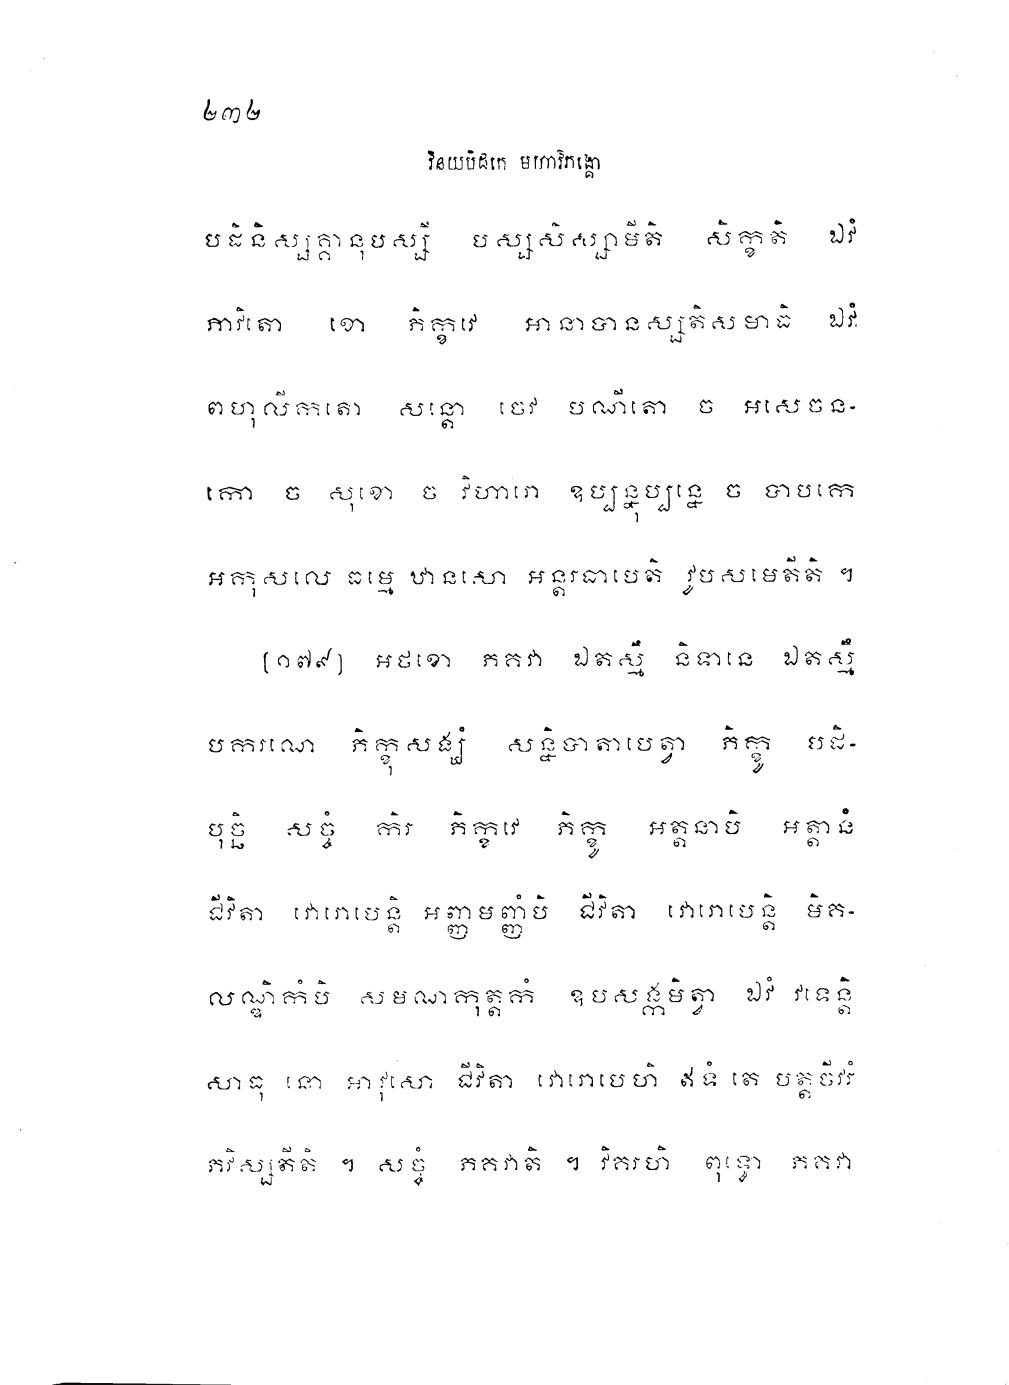 ២៣២
វិនយបិដកេ មហាវិភង្គោ
បដិនិស្សគ្គានុបស្សី បស្សសិស្សាមីតិ សិក្ខតិ ឯវំ
ភាវិតោ ខោ ភិក្ខវេ អានាបានស្សតិសមាធិ ឯវំ
ពហុលីកតោ សន្តោ ចេវ បណីតោ ច អសេចន-
កោ ច សុខោ ច វិហារោ ឧប្បន្នុប្បន្នេ ច បាបកេ
អកុសលេ ធម្មេ ឋានសោ អន្តរធាបេតិ វូបសមេតីតិ ។
[១៧៩] អថខោ ភគវា ឯតស្មឹ និទានេ ឯតស្មឹ
បករណេ ភិក្ខុសង្ឃំ សន្និបាតាបេត្វា ភិក្ខូ បដិ-
បុច្ឆិ សច្ចំ កិរ ភិក្ខវេ ភិក្ខូ អត្តនាបិ អត្តានំ
ជីវិតា វោរោបេន្តិ អញ្ញមញ្ញំបិ ជីវិតា វោរោបេន្តិ មិគ-
លណ្ឌិកំបិ សមណកុត្តកំ ឧបសង្កមិត្វា ឯវំ វទេន្តិ
សាធុ នោ អាវុសោ ជីវិតា វោរោបេហិ ឥទំ តេ បត្តចីវរំ
ភវិស្សតីតិ ។ សច្ចំ ភគវាតិ ។ វិគរហិ ពុទ្ធោ ភគវា